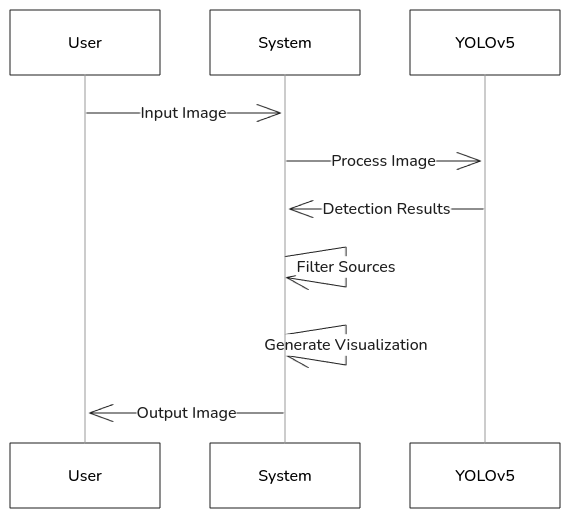 User
System
YOLOv5
Input Image
Process Image
Detection Results
Filter Sources
Generate Visualization
Output Image
User
System
YOLOv5